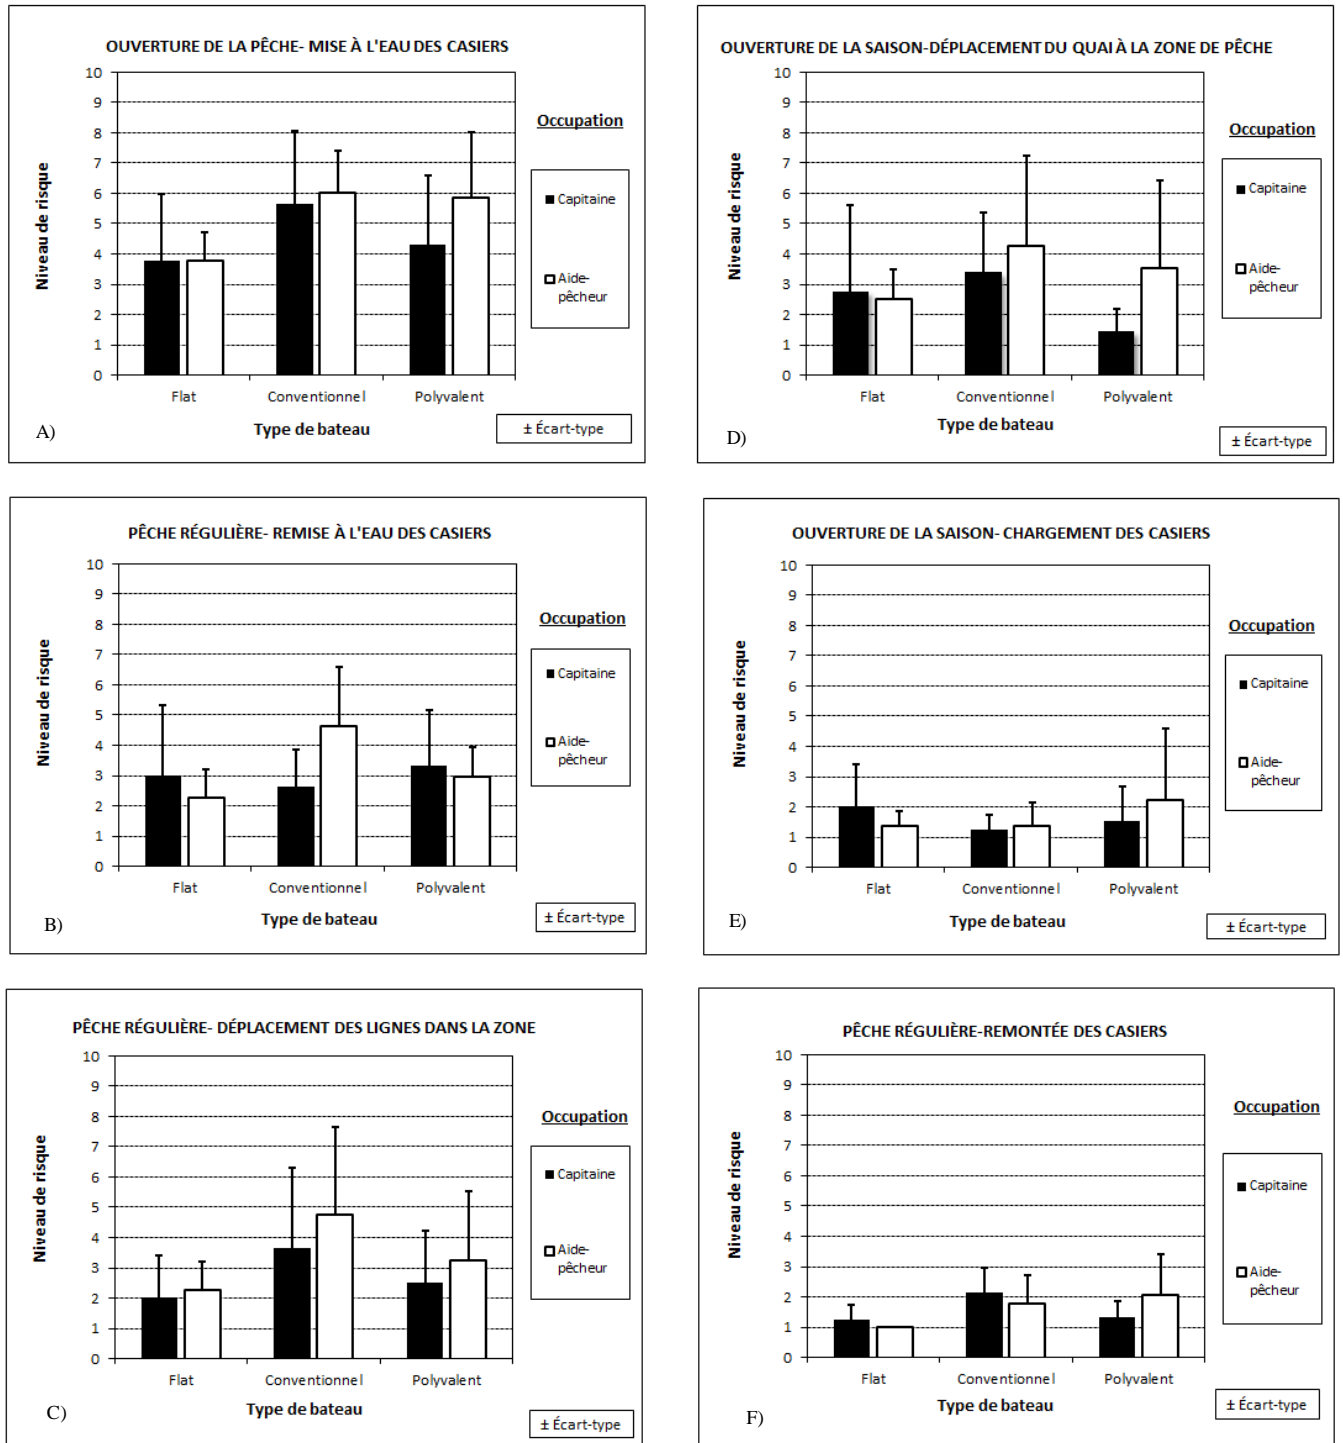 OUVERTURE DE LA PÊCHE- MISE À L'EAU DES CASIERS
10
9
8
7
6
5
4
3
2
1
0
Niveau de risque
Flat Conventionnel Polyvalent
Type de bateau
Occupation
Capitaine
Aide-
pêcheur
± Écart-type
A)
OUVERTURE DE LA SAISON-DÉPLACEMENT DU QUAI À LA ZONE DE PÊCHE
10
9
8
7
6
5
4
3
2
1
0
Niveau de risque
Flat Conventionnel Polyvalent
Type de bateau
Occupation
Capitaine
Aide-
pêcheur
± Écart-type
D)
PÊCHE RÉGULIÈRE- REMISE À L'EAU DES CASIERS
10
9
8
7
6
5
4
3
2
1
0
Niveau de risque
Flat Conventionnel Polyvalent
Type de bateau
Occupation
Capitaine
Aide-
pêcheur
± Écart-type
B)
OUVERTURE DE LA SAISON- CHARGEMENT DES CASIERS
10
9
8
7
6
5
4
3
2
1
0
Niveau de risque
Flat Conventionnel Polyvalent
Type de bateau
Occupation
Capitaine
Aide-
pêcheur
± Écart-type
E)
PÊCHE RÉGULIÈRE- DÉPLACEMENT DES LIGNES DANS LA ZONE
10
9
8
7
6
5
4
3
2
1
0
Niveau de risque
Flat Conventionnel Polyvalent
Type de bateau
Occupation
Capitaine
Aide-
pêcheur
± Écart-type
C)
PÊCHE RÉGULIÈRE-REMONTÉE DES CASIERS
10
9
8
7
6
5
4
3
2
1
0
Niveau de risque
Flat Conventionnel Polyvalent
Type de bateau
Occupation
Capitaine
Aide-
pêcheur
± Écart-type
F)